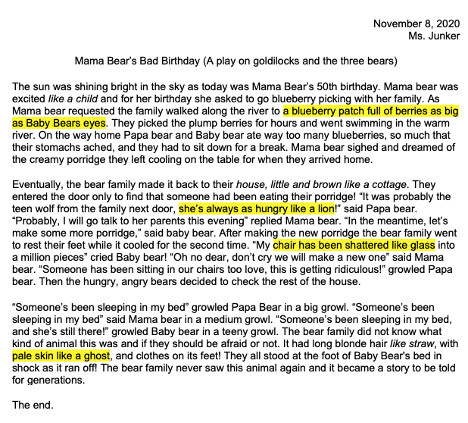 November 8, 2020
Ms. Junker
Mama Bear's Bad Birthday (A play on goldilocks and the three bears)
The sun was shining bright in the sky as today was Mama Bear's 50th birthday. Mama bear was
excited like a child and for her birthday she asked to go blueberry picking with her family. As
Mama bear requested the family walked along the river to a blueberry patch full of berries as big
as Baby Bears eyes. They picked the plump berries for hours and went swimming in the warm
river. On the way home Papa bear and Baby bear ate way too many blueberries, so much that
their stomachs ached, and they had to sit down for a break. Mama bear sighed and dreamed of
the creamy porridge they left cooling on the table for when they arrived home.
Eventually, the bear family made it back to their house, little and brown like a cottage. They
entered the door only to find that someone had been eating their porridge! “It was probably the
teen wolf from the family next door, she's always as hungry like a lion!” said Papa bear.
“Probably, I will go talk to her parents this evening” replied Mama bear. “In the meantime, let's
make some more porridge,” said baby bear. After making the new porridge the bear family went
to rest their feet while it cooled for the second time. “My chair has been shattered like glass into
a million pieces” cried Baby bear! “Oh no dear, don't cry we will make a new one” said Mama
bear. “Someone has been sitting in our chairs too love, this is getting ridiculous!” growled Papa
bear. Then the hungry, angry bears decided to check the rest of the house.
“Someone's been sleeping in my bed” growled Papa Bear in a big growl. “Someone's been
sleeping in my bed” said Mama bear in a medium growl. “Someone's been sleeping in my bed,
and she's still there!” growled Baby bear in a teeny growl. The bear family did not know what
kind of animal this was and if they should be afraid or not. It had long blonde hair like straw, with
pale skin like a ghost, and clothes on its feet! They all stood at the foot of Baby Bear's bed in
shock as it ran off! The bear family never saw this animal again and it became a story to be told
for generations.
The end.